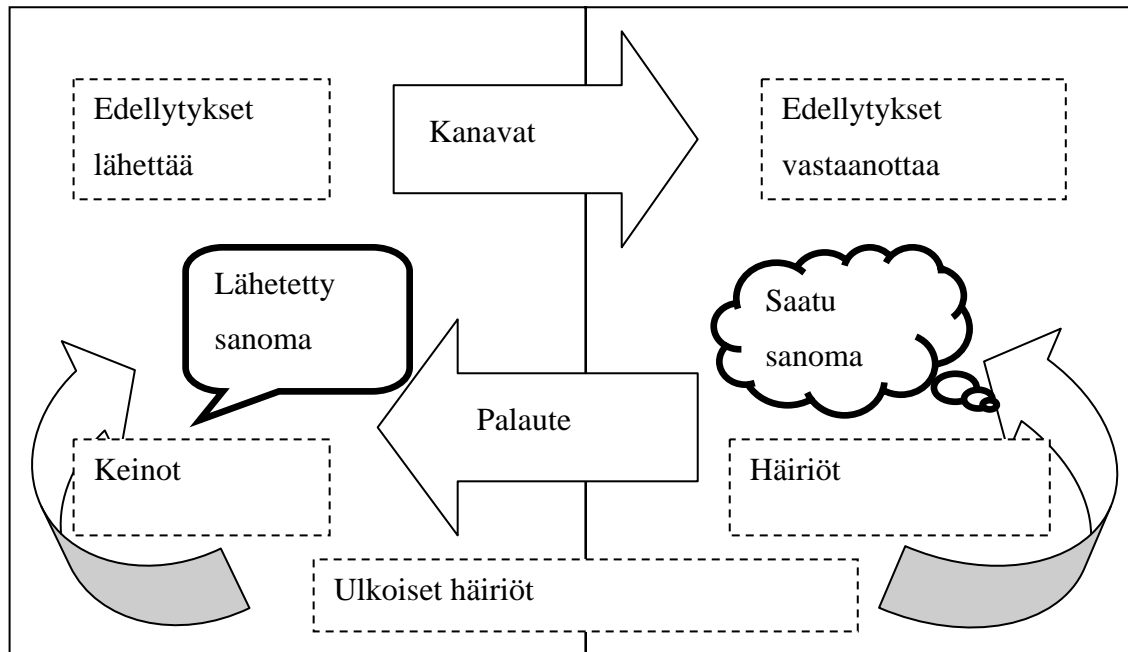 Edellytykset
lähettää
Kanavat
Edellytykset
vastaanottaa
Lähetetty
sanoma
Saatu
sanoma
Palaute
Keinot
Häiriöt
Ulkoiset häiriöt